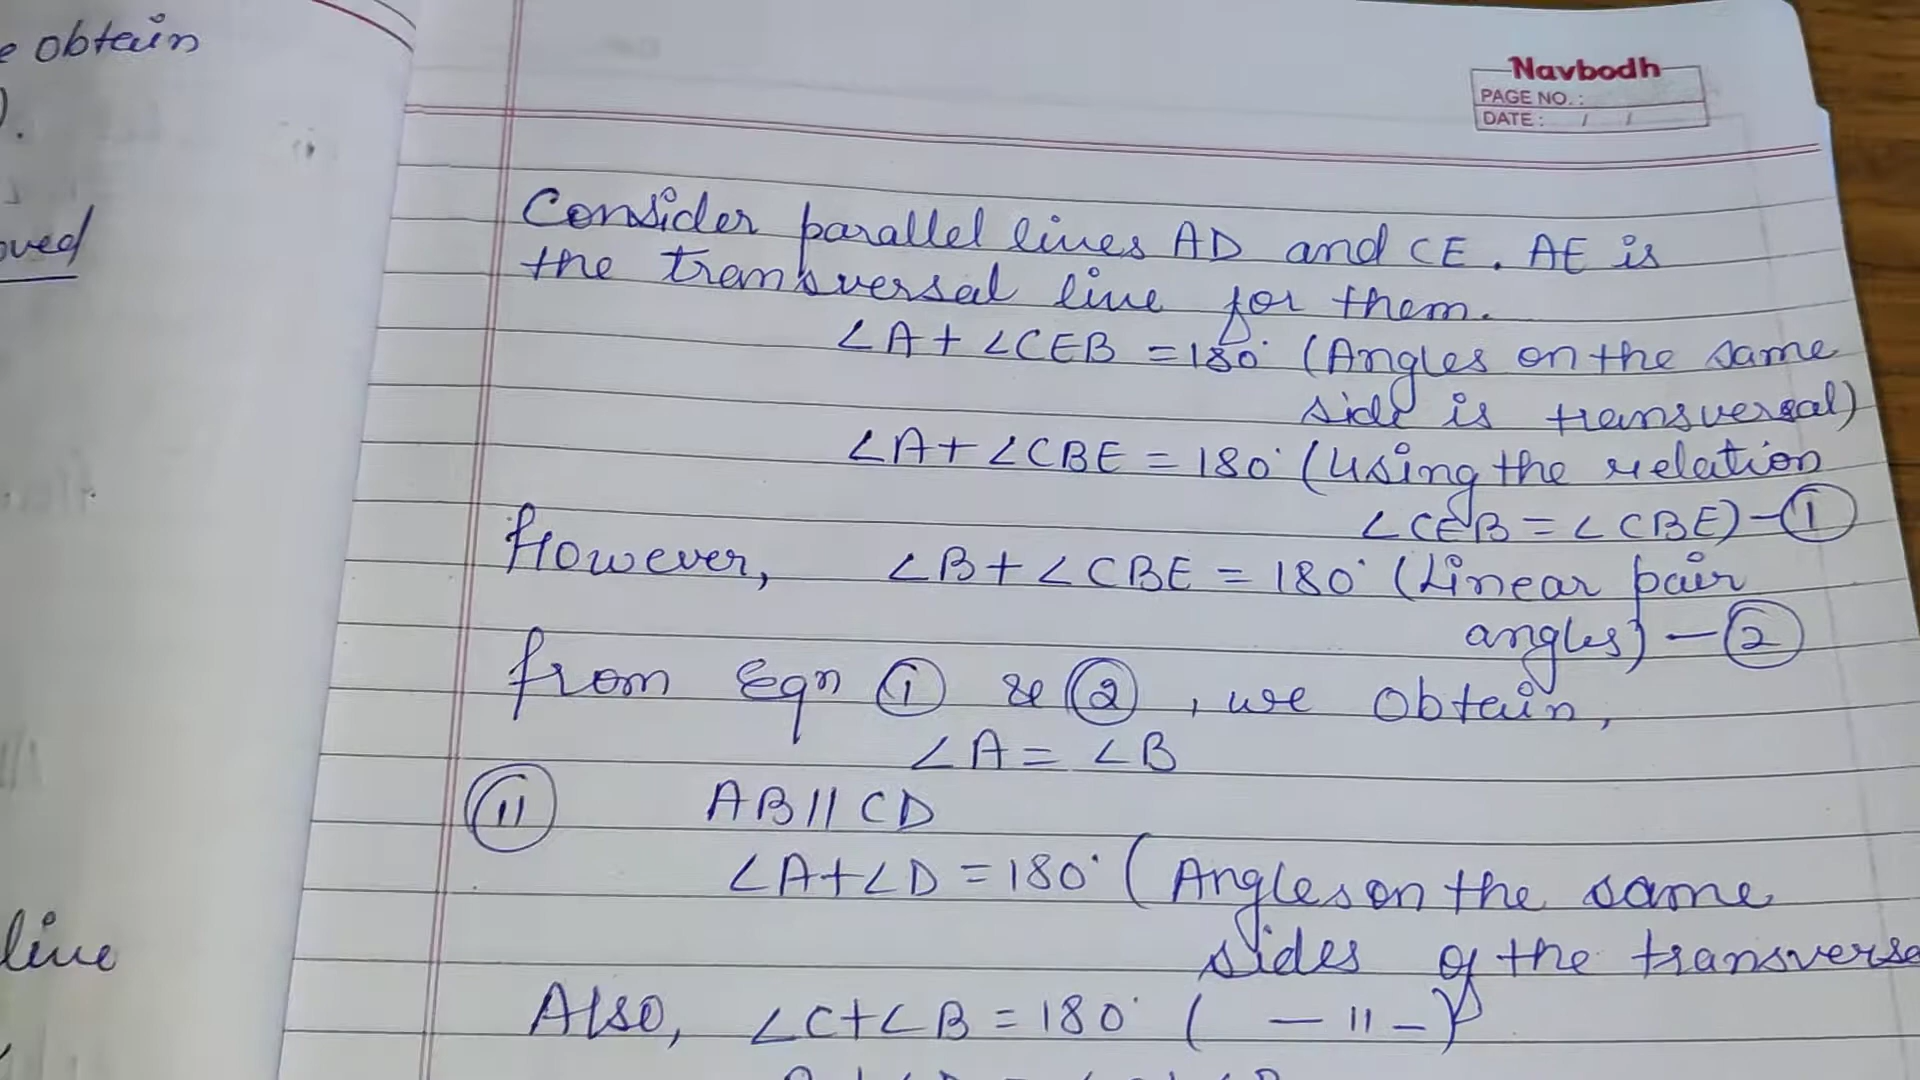 e obtain
).
oved
line
Navbodh
PAGE NO. :
DATE : / /
Consider parallel lines AD and CE. AE is
the transversal line for them.
∠A+ ∠CEB = 180° (Angles on the same
side is transversal)
∠A+ ∠CBE = 180° (using the relation
∠CEB = ∠CBE) - ①
However, ∠B+ ∠CBE = 180° (Linear pair
angles) - ②
from Eqn ① & ②, we obtain,
∠A = ∠B
(ii) AB || CD
∠A+∠D = 180° (Angles on the same
sides of the transverse
Also, ∠C+∠B = 180° ( — 11 — )